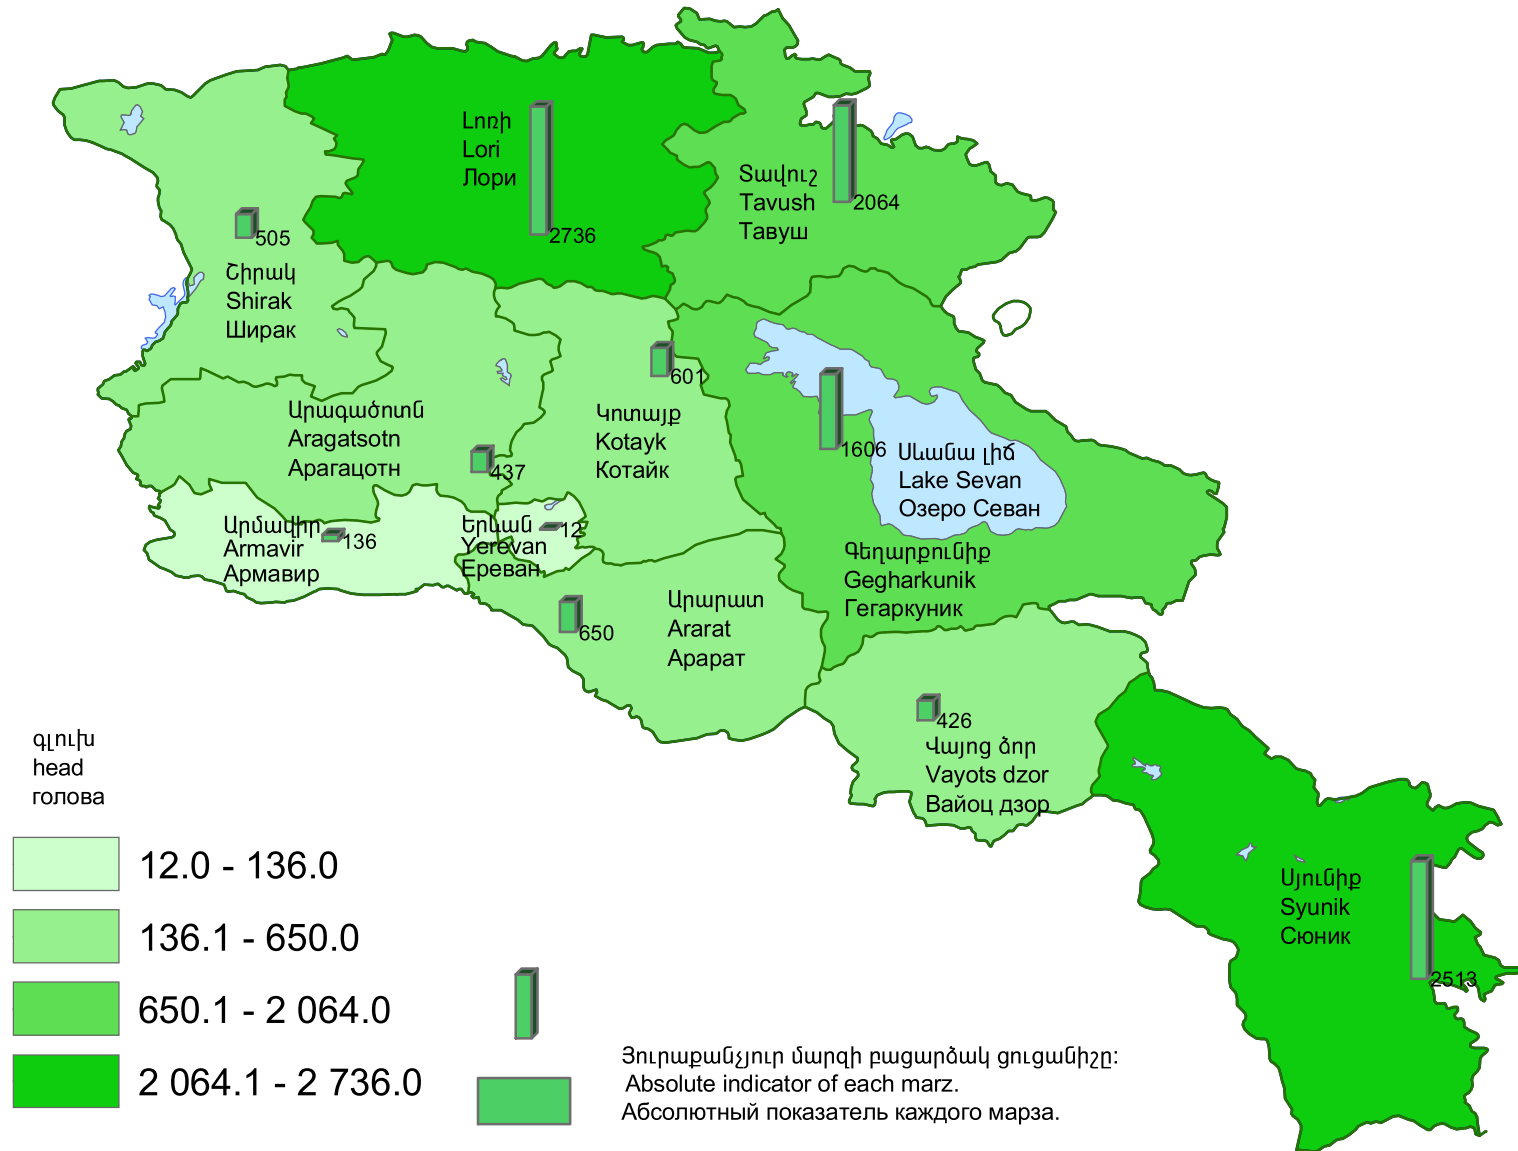 Լոռի
Lori
Лори
2736
Տավուշ
Tavush
Тавуш
2064
505
Շիրակ
Shirak
Ширак
601
Արագածոտն
Aragatsotn
Арагацотн
437
Կոտայք
Kotayk
Котайк
1606
Սևանա լիճ
Lake Sevan
Озеро Севан
Արմավիր
Armavir
Армавир
136
Երևան
Yerevan
Ереван
12
Գեղարքունիք
Gegharkunik
Гегаркуник
650
Արարատ
Ararat
Арарат
426
Վայոց ձոր
Vayots dzor
Вайоц дзор
Սյունիք
Syunik
Сюник
2513
գլուխ
head
голова
12.0 - 136.0
136.1 - 650.0
650.1 - 2 064.0
2 064.1 - 2 736.0
Յուրաքանչյուր մարզի բացարձակ ցուցանիշը:
Absolute indicator of each marz.
Абсолютный показатель каждого марза.